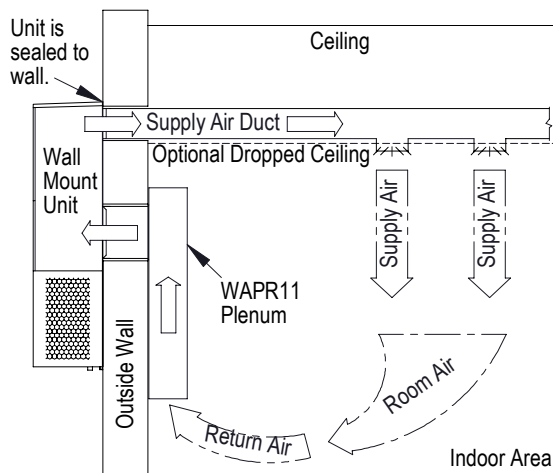 Unit is
sealed to
wall.
Ceiling
Supply Air Duct
Optional Dropped Ceiling
Wall
Mount
Unit
Supply Air
Supply Air
WAPR11
Plenum
Outside Wall
Room Air
Return Air
Indoor Area